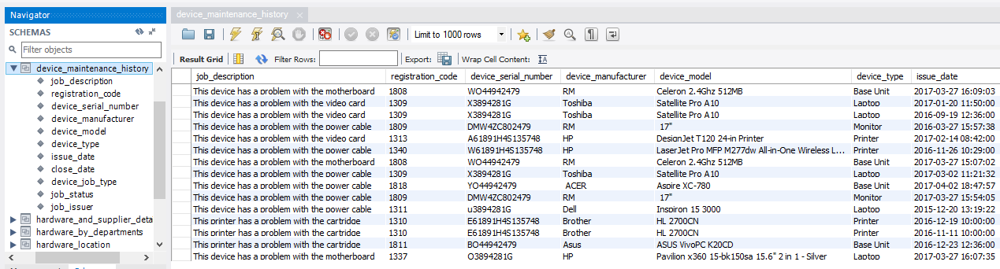 Navigator
SCHEMAS
Filter objects
device_maintenance_history
job_description
registration_code
device_serial_number
device_manufacturer
device_model
device_type
issue_date
close_date
device_job_type
job_status
job_issuer
hardware_and_supplier_deta
hardware_by_departments
hardware_location
device_maintenance_history
Limit to 1000 rows
Result Grid Filter Rows: Export: Wrap Cell Content:
job_description registration_code device_serial_number device_manufacturer device_model device_type issue_date
This device has a problem with the motherboard 1808 WO44942479 RM Celeron 2.4Ghz 512MB Base Unit 2017-03-27 16:09:03
This device has a problem with the video card 1309 X3894281G Toshiba Satellite Pro A10 Laptop 2017-01-20 11:50:00
This device has a problem with the video card 1309 X3894281G Toshiba Satellite Pro A10 Laptop 2016-09-19 12:36:00
This device has a problem with the power cable 1809 DMW4ZC802479 RM 17" Monitor 2016-03-27 15:57:38
This device has a problem with the video card 1313 A61891H4S135748 HP DesignJet T120 24-in Printer Printer 2017-02-14 08:42:00
This device has a problem with the power cable 1340 W61891H4S135748 HP LaserJet Pro MFP M277dw All-in-One Wireless L... Printer 2016-11-26 10:29:00
This device has a problem with the motherboard 1808 WO44942479 RM Celeron 2.4Ghz 512MB Base Unit 2017-03-27 15:07:02
This device has a problem with the power cable 1309 X3894281G Toshiba Satellite Pro A10 Laptop 2017-03-02 11:21:32
This device has a problem with the power cable 1818 YO44942479 ACER Aspire XC-780 Base Unit 2017-04-02 18:47:57
This device has a problem with the power cable 1809 DMW4ZC802479 RM 17" Monitor 2017-03-27 15:54:05
This device has a problem with the power cable 1311 u3894281G Dell Inspiron 15 3000 Laptop 2015-12-20 13:19:22
This printer has a problem with the cartridge 1310 E61891H4S135748 Brother HL 2700CN Printer 2016-12-19 10:00:00
This printer has a problem with the cartridge 1310 E61891H4S135748 Brother HL 2700CN Printer 2016-11-11 10:00:00
This printer has a problem with the cartridge 1811 BO44942479 Asus ASUS VivoPC K20CD Base Unit 2016-12-23 12:36:00
This device has a problem with the motherboard 1337 O3894281G HP Pavilion x360 15-bk150sa 15.6" 2 in 1 - Silver Laptop 2017-03-27 16:07:35